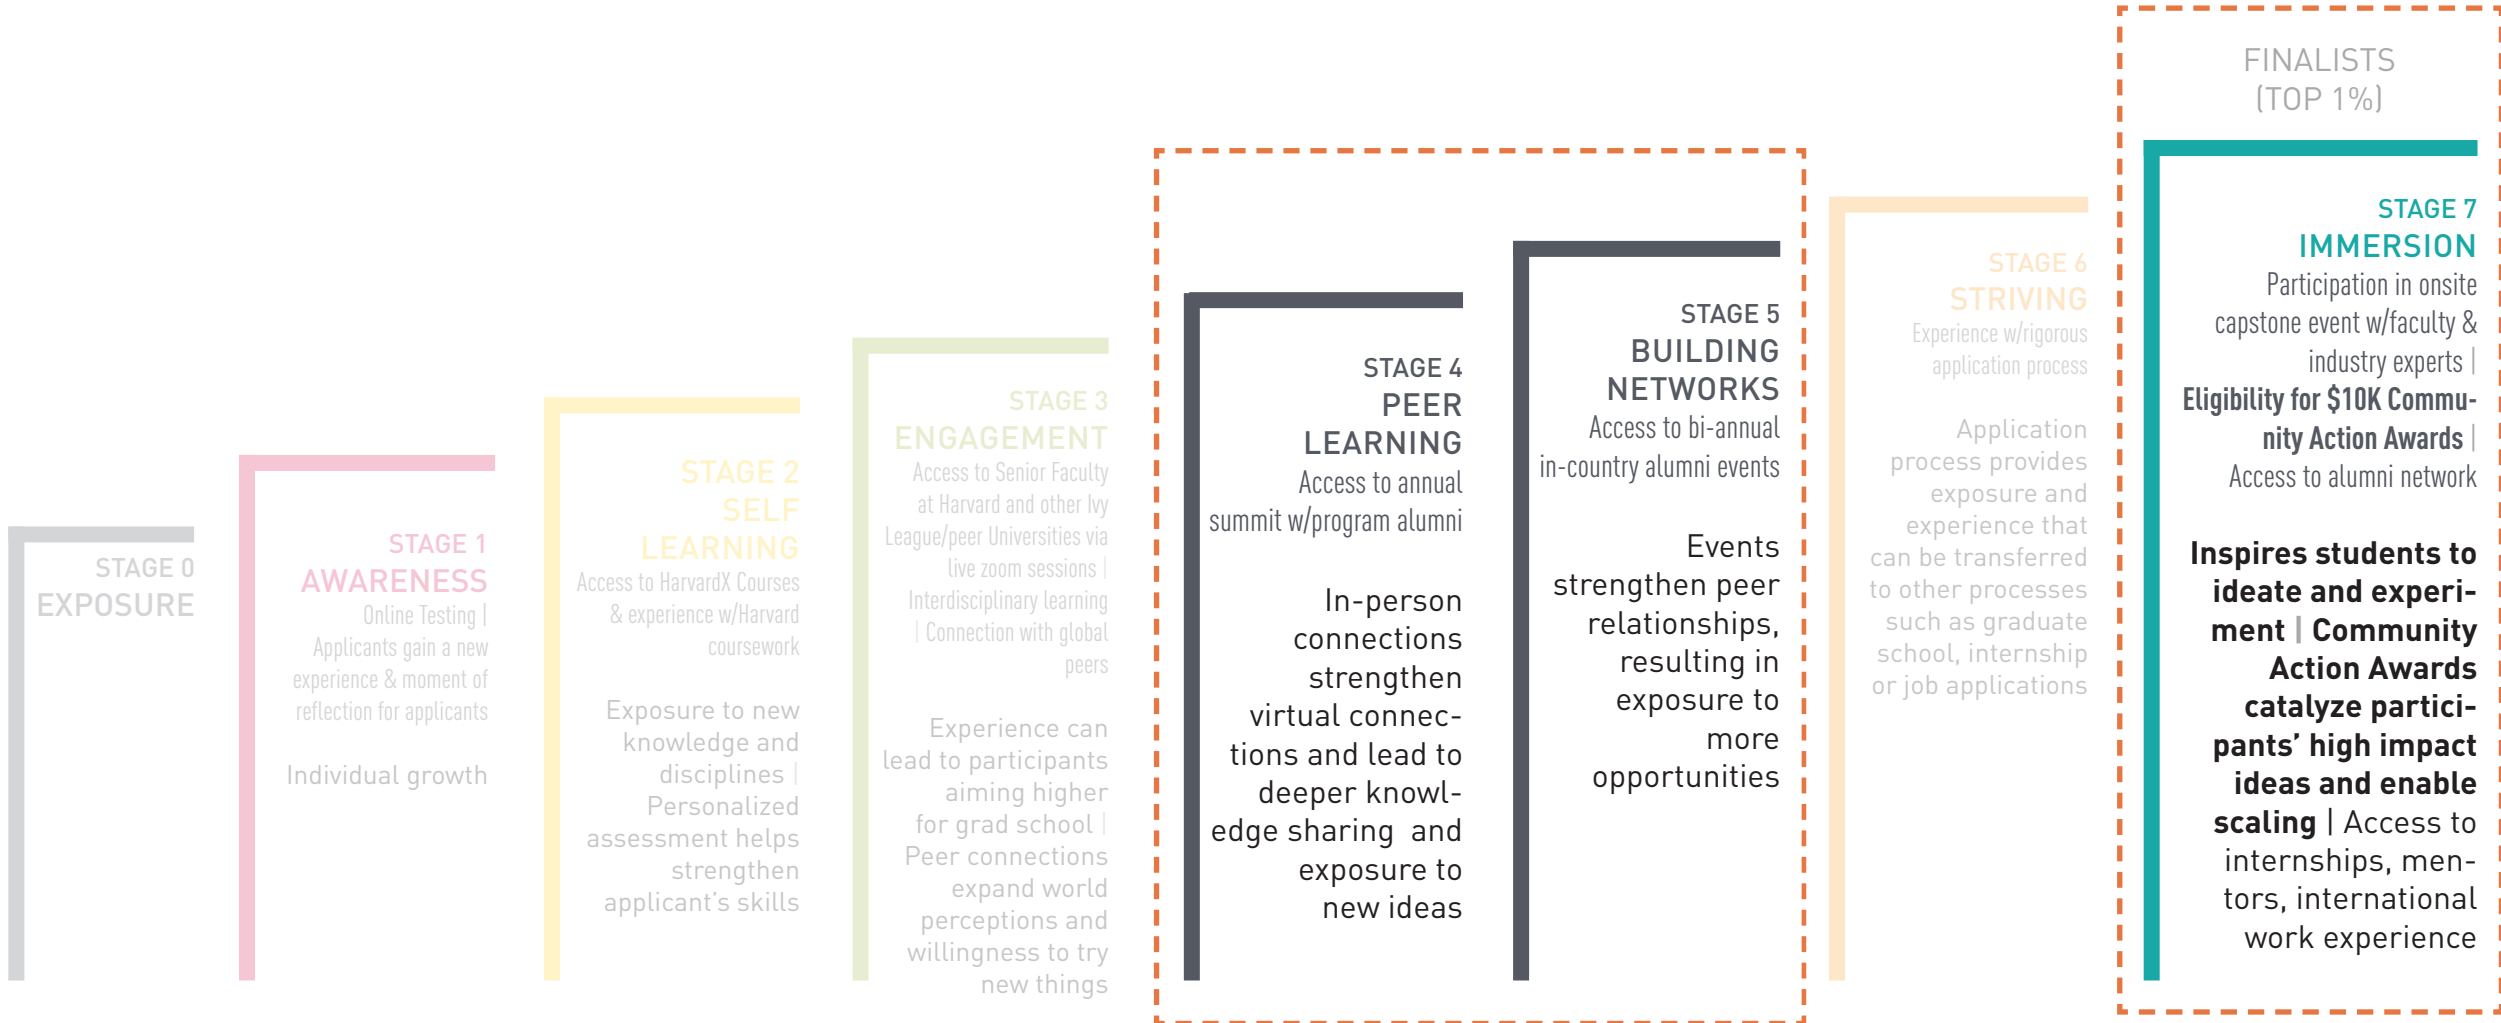 STAGE 0
EXPOSURE
STAGE 1
AWARENESS
Online Testing |
Applicants gain a new
experience & moment of
reflection for applicants
Individual growth
STAGE 2
SELF
LEARNING
Access to HarvardX Courses
& experience w/Harvard
coursework
Exposure to new
knowledge and
disciplines |
Personalized
assessment helps
strengthen
applicant’s skills
STAGE 3
ENGAGEMENT
Access to Senior Faculty
at Harvard and other Ivy
League/peer Universities via
live zoom sessions |
Interdisciplinary learning
| Connection with global
peers
Experience can
lead to participants
aiming higher
for grad school |
Peer connections
expand world
perceptions and
willingness to try
new things
STAGE 4
PEER
LEARNING
Access to annual
summit w/program alumni
In-person
connections
strengthen
virtual connec-
tions and lead to
deeper knowl-
edge sharing and
exposure to
new ideas
STAGE 5
BUILDING
NETWORKS
Access to bi-annual
in-country alumni events
Events
strengthen peer
relationships,
resulting in
exposure to
more
opportunities
STAGE 6
STRIVING
Experience w/rigorous
application process
Application
process provides
exposure and
experience that
can be transferred
to other processes
such as graduate
school, internship
or job applications
FINALISTS
(TOP 1%)
STAGE 7
IMMERSION
Participation in onsite
capstone event w/faculty &
industry experts |
Eligibility for $10K Commu-
nity Action Awards |
Access to alumni network
Inspires students to
ideate and experi-
ment | Community
Action Awards
catalyze partici-
pants’ high impact
ideas and enable
scaling | Access to
internships, men-
tors, international
work experience